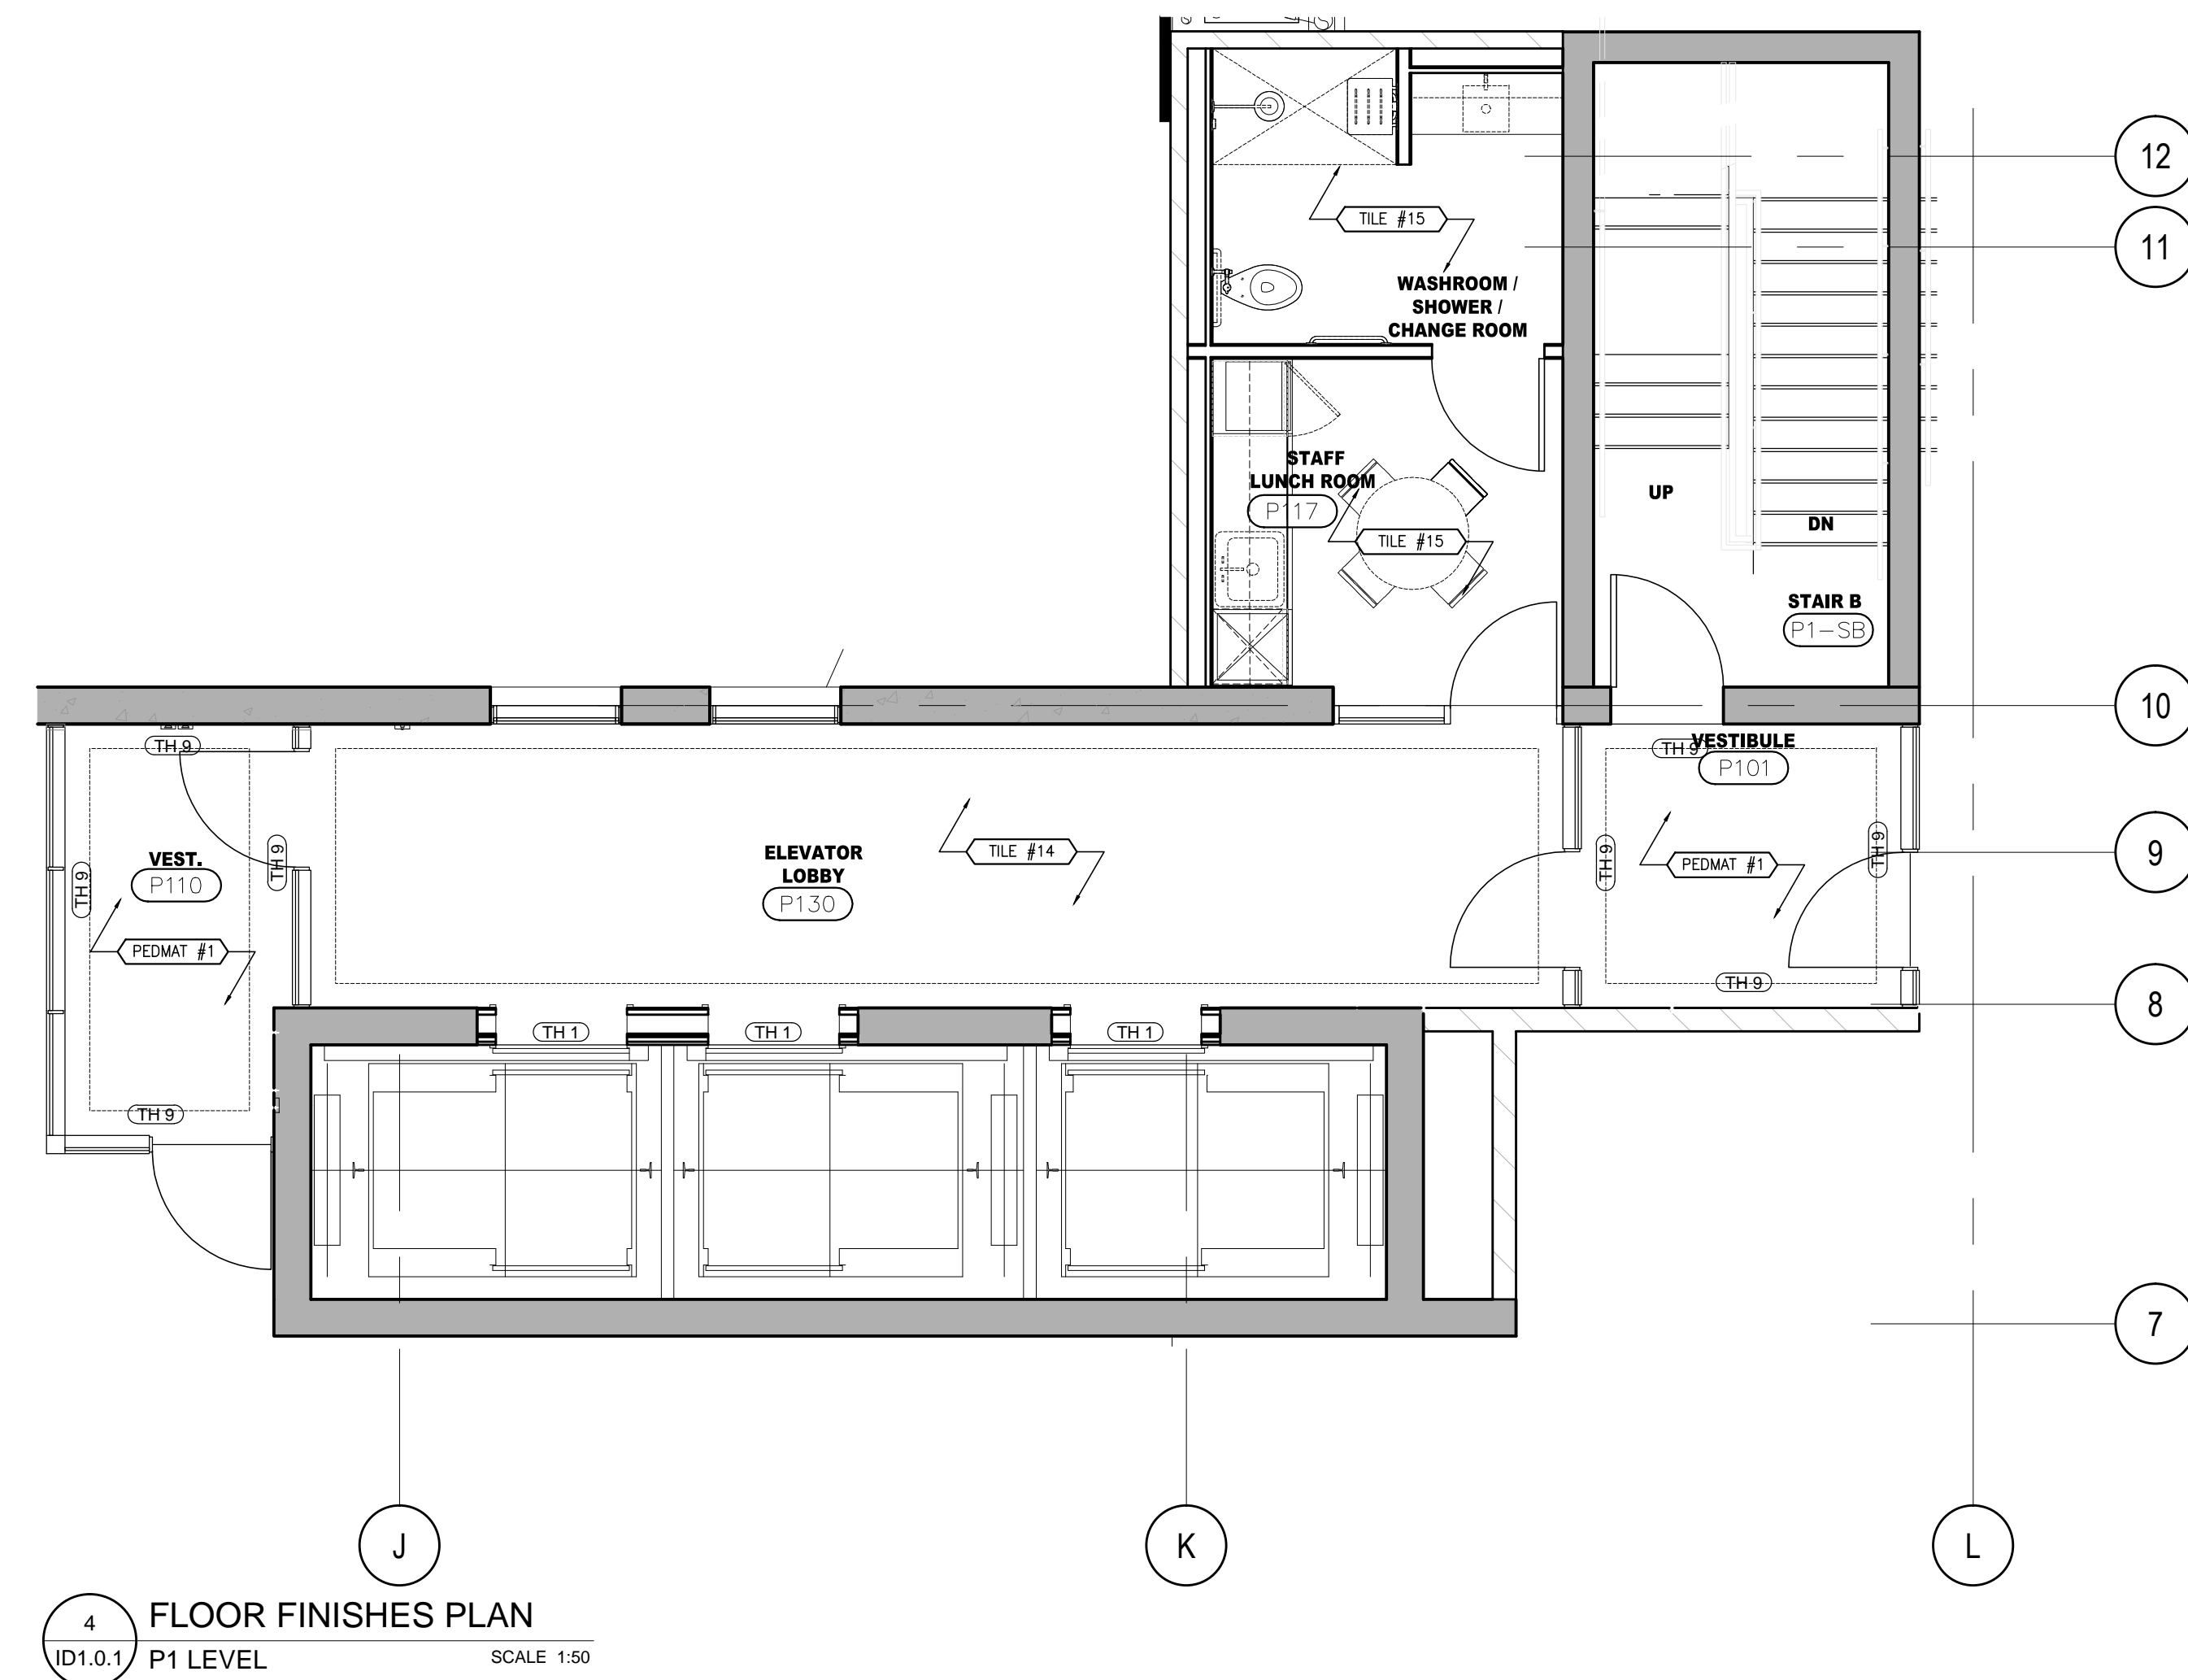 12
TILE #15
11
WASHROOM /
SHOWER /
CHANGE ROOM
STAFF
LUNCH ROOM
P117
UP
DN
TILE #15
STAIR B
P1-SB
10
TH 9
TH 9
VESTIBULE
P101
VEST.
P110
TH 9
TH 9
ELEVATOR
LOBBY
P130
TILE #14
TH 9
PEDMAT #1
TH 9
9
PEDMAT #1
TH 9
8
TH 1
TH 1
TH 1
TH 9
7
J
K
L
4
ID1.0.1
FLOOR FINISHES PLAN
P1 LEVEL
SCALE 1:50